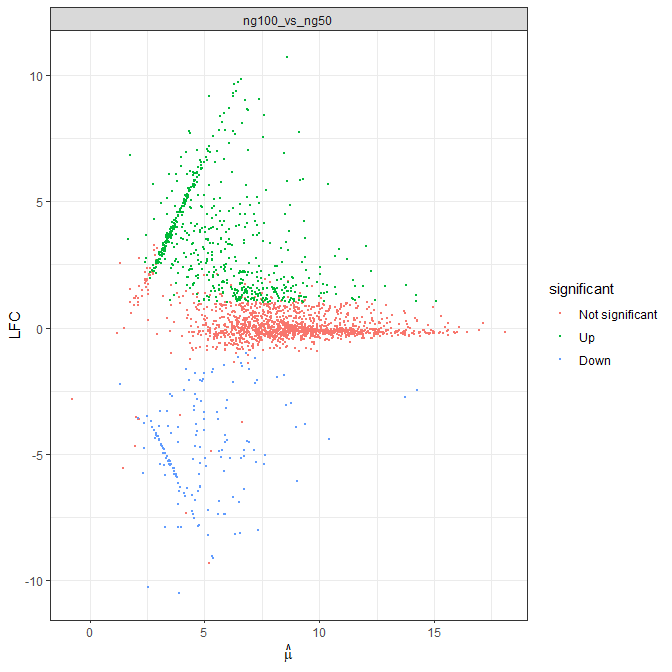 ng100_vs_ng50
10
5
0
-5
-10
LFC
0
5
10
15
μ̂
significant
Not significant
Up
Down